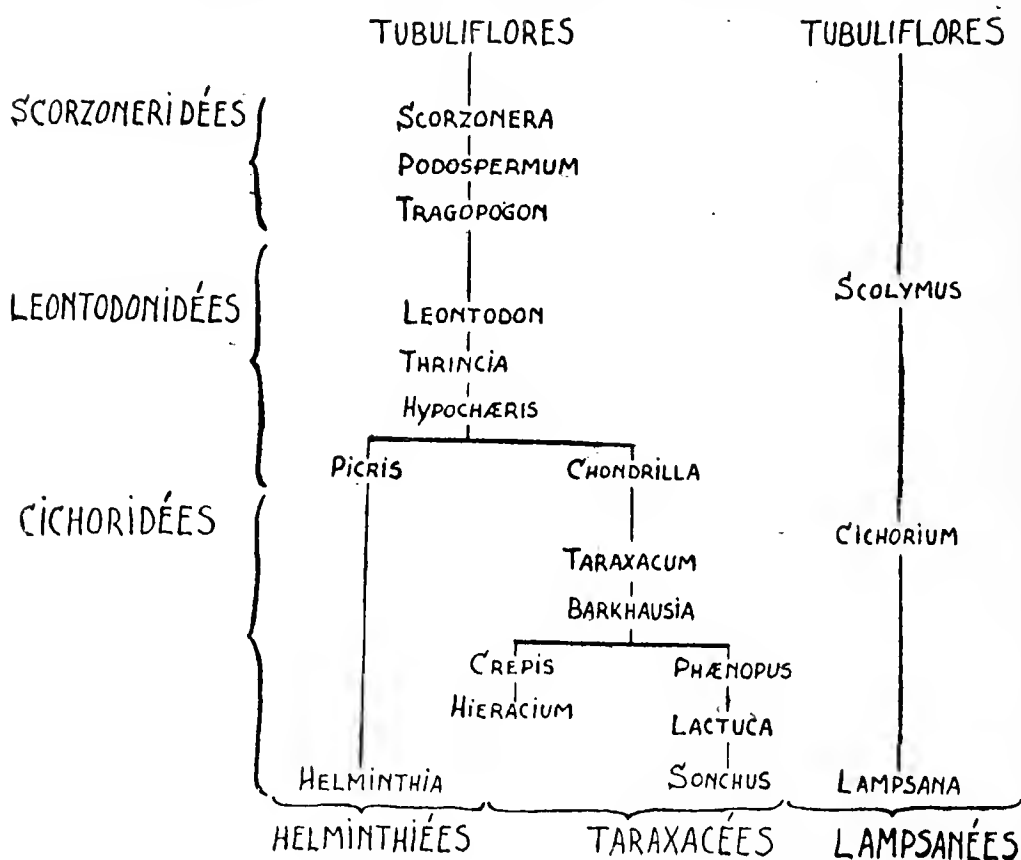 TUBULIFLORES TUBULIFLORES
SCORZONERIDÉES SCORZONERA
PODOSPERMUM
TRAGOPOGON
SCOLYMUS
LEONTODONIDÉES LEONTODON
THRINCIA
HYPOCHÆRIS
PICRIS CHONDRILLA
CICHORIDÉES CICHORIUM
TARAXACUM
BARKHAUSIA
CREPIS PHÆNOPUS
HIERACIUM LACTUCA
HELMINTHIA SONCHUS LAMPSANA
HELMINTHIÉES TARAXACÉES LAMPSANÉES